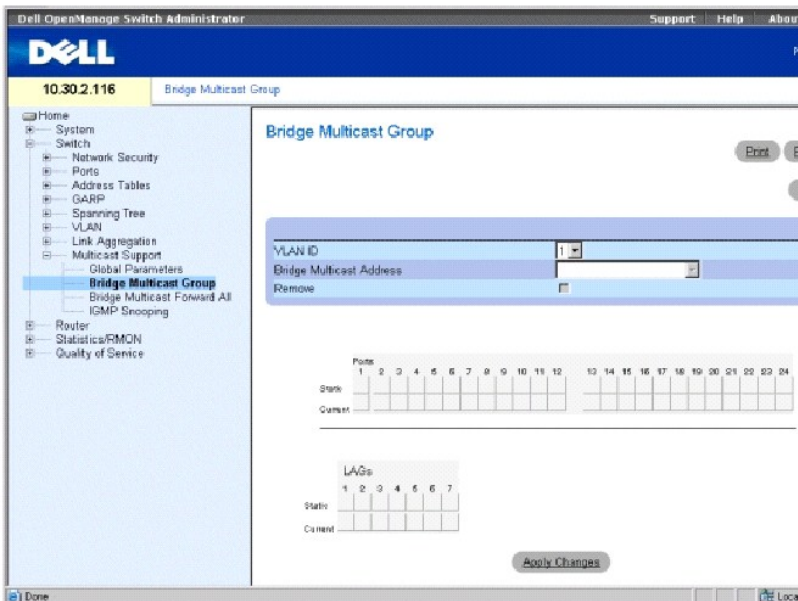 Dell OpenManage Switch Administrator Support Help Abou
DELL
P
10.30.2.116 Bridge Multicast Group
Home
System
Switch
Network Security
Ports
Address Tables
GARP
Spanning Tree
VLAN
Link Aggregation
Multicast Support
Global Parameters
Bridge Multicast Group
Bridge Multicast Forward All
IGMP Snooping
Router
Statistics/RMON
Quality of Service
Bridge Multicast Group
Print
VLAN ID 1
Bridge Multicast Address
Remove
Ports
1 2 3 4 5 6 7 8 9 10 11 12 13 14 15 16 17 18 19 20 21 22 23 24
Static
Current
LAGs
1 2 3 4 5 6 7
Static
Current
Apply Changes
Done Loca